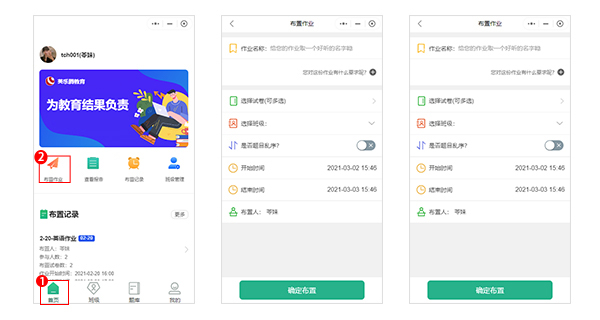 tch001(苓妹)
美乐爵教育
为教育结果负责
2
布置作业
查看报告
布置记录
班级管理
布置记录
更多
2-20-英语作业 02-20
布置人：苓妹
参与人数：2
布置试卷数：2
作业开始时间：2021-02-20 16:00
1
首页
班级
题库
我的
布置作业
作业名称：给您的作业取一个好听的名字呦
您对这份作业有什么要求呢？
选择试卷(可多选)
选择班级：
是否题目乱序？
开始时间
2021-03-02 15:46
结束时间
2021-03-03 15:46
布置人： 苓妹
确定布置
布置作业
作业名称：给您的作业取一个好听的名字呦
您对这份作业有什么要求呢？
选择试卷(可多选)
选择班级：
是否题目乱序？
开始时间
2021-03-02 15:46
结束时间
2021-03-03 15:46
布置人： 苓妹
确定布置